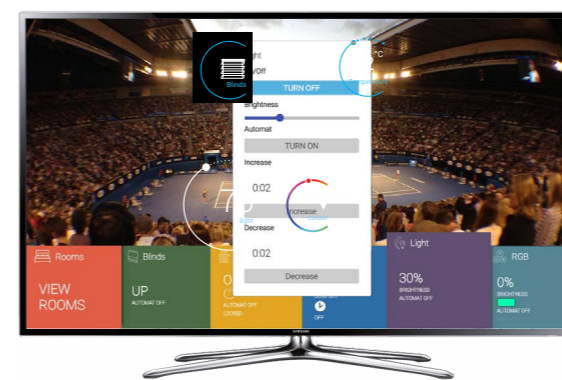 ight
/Off
°C
Blinds
TURN OFF
Brightness
Automat
TURN ON
Increase
0:02
light
Increase
Decrease
0:02
Decrease
Rooms
VIEW
ROOMS
Blinds
UP
AUTOMAT OFF
AUTOMAT OFF
LOCKED
OFF
Light
30%
BRIGHTNESS
AUTOMAT OFF
RGB
0%
BRIGHTNESS
AUTOMAT OFF
SAMSUNG